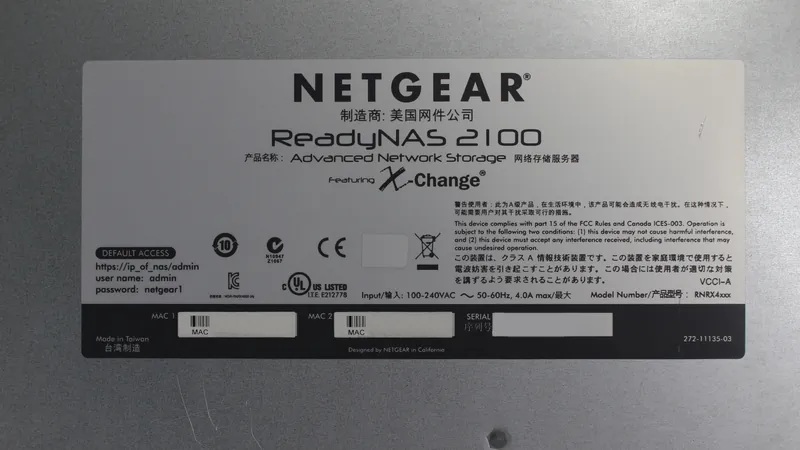 NETGEAR®
制造商: 美国网件公司
ReadyNAS 2100
产品名称: Advanced Network Storage 网络存储服务器
Featuring X-Change®
警告使用者: 此为A级产品, 在生活环境中, 该产品可能会造成无线电干扰. 在这种情况下,
可能需要用户对其干扰采取可行的措施.
This device complies with part 15 of the FCC Rules and Canada ICES-003. Operation is
subject to the following two conditions: (1) this device may not cause harmful interference,
and (2) this device must accept any interference received, including interference that may
cause undesired operation.
この装置は、クラス A 情報技術装置です。この装置を家庭環境で使用すると
電波妨害を引き起こすことがあります。この場合には使用者が適切な対策
を講ずるよう要求されることがあります。
VCCI-A
DEFAULT ACCESS
https://ip_of_nas/admin
user name: admin
password: netgear1
10
N10947
Z1067
CE
c UL US LISTED
I.T.E. E212778
Input/输入: 100-240VAC ～ 50-60Hz, 4.0A max/最大
Model Number/产品型号: RNRX4xxx
MAC 1
MAC
MAC 2
MAC
SERIAL
序列号
Made in Taiwan
台湾制造
Designed by NETGEAR in California
272-11135-03